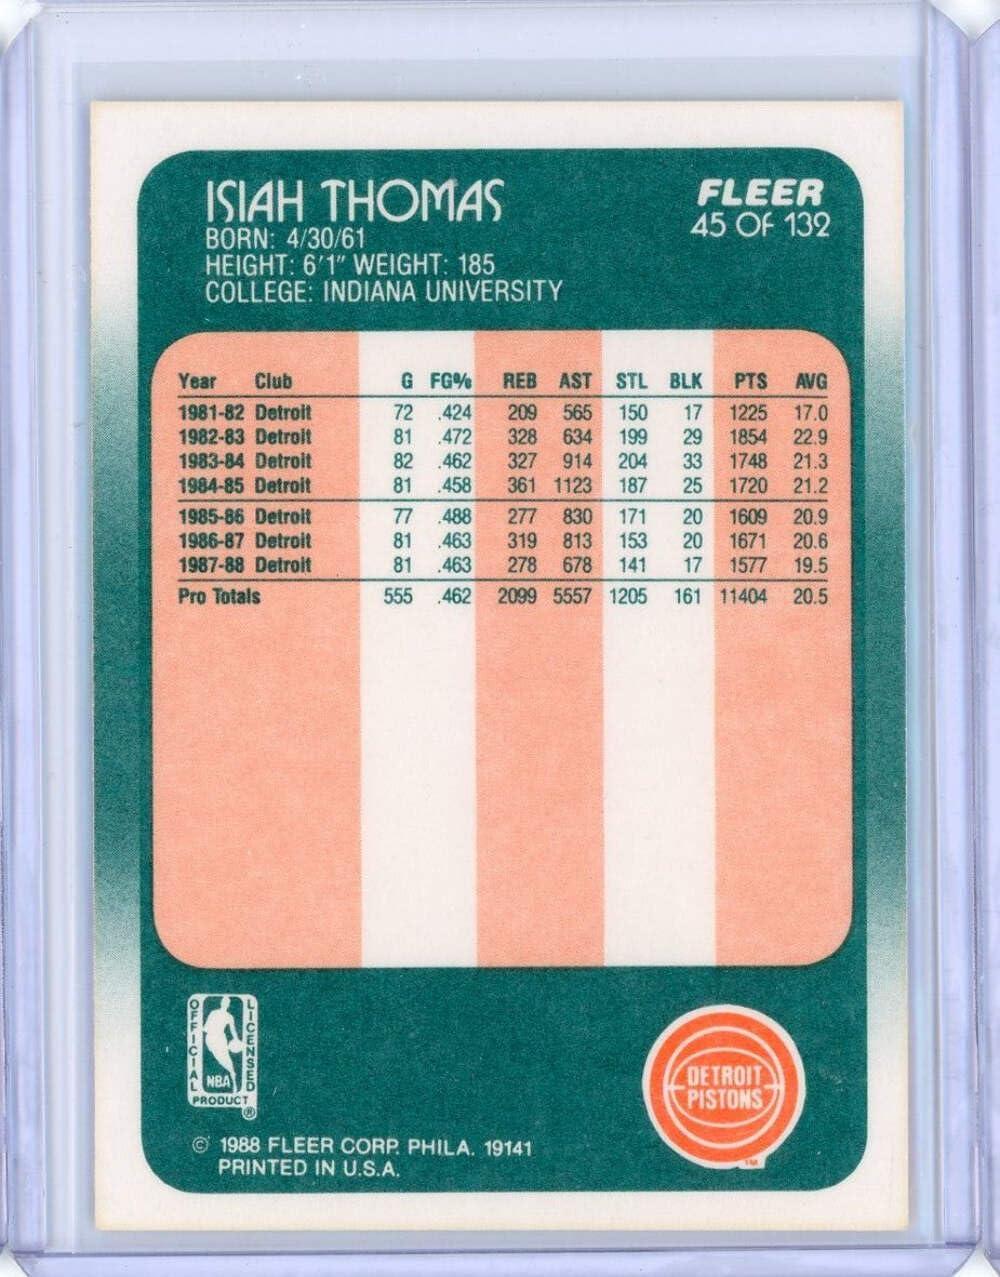 ISIAH THOMAS
BORN: 4/30/61
HEIGHT: 6'1" WEIGHT: 185
COLLEGE: INDIANA UNIVERSITY
FLEER
45 OF 132
Year Club G FG% REB AST STL BLK PTS AVG
1981-82 Detroit 72 .424 209 565 150 17 1225 17.0
1982-83 Detroit 81 .472 328 634 199 29 1854 22.9
1983-84 Detroit 82 .462 327 914 204 33 1748 21.3
1984-85 Detroit 81 .458 361 1123 187 25 1720 21.2
1985-86 Detroit 77 .488 277 830 171 20 1609 20.9
1986-87 Detroit 81 .463 319 813 153 20 1671 20.6
1987-88 Detroit 81 .463 278 678 141 17 1577 19.5
Pro Totals 555 .462 2099 5557 1205 161 11404 20.5
OFFICIAL
LICENSED
NBA
PRODUCT
®
DETROIT
PISTONS
TM
© 1988 FLEER CORP. PHILA. 19141
PRINTED IN U.S.A.